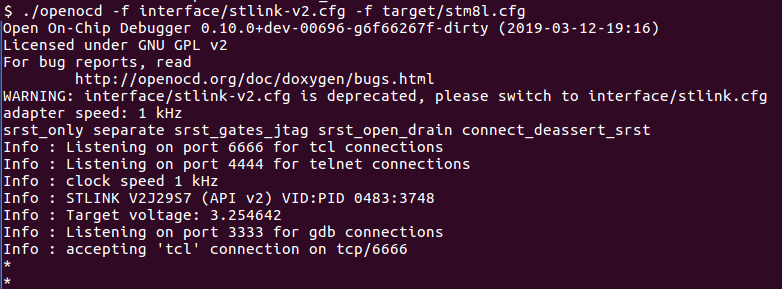 $ ./openocd -f interface/stlink-v2.cfg -f target/stm8l.cfg
Open On-Chip Debugger 0.10.0+dev-00696-g6f66267f-dirty (2019-03-12-19:16)
Licensed under GNU GPL v2
For bug reports, read
        http://openocd.org/doc/doxygen/bugs.html
WARNING: interface/stlink-v2.cfg is deprecated, please switch to interface/stlink.cfg
adapter speed: 1 kHz
srst_only separate srst_gates_jtag srst_open_drain connect_deassert_srst
Info : Listening on port 6666 for tcl connections
Info : Listening on port 4444 for telnet connections
Info : clock speed 1 kHz
Info : STLINK V2J29S7 (API v2) VID:PID 0483:3748
Info : Target voltage: 3.254642
Info : Listening on port 3333 for gdb connections
Info : accepting 'tcl' connection on tcp/6666
*
*